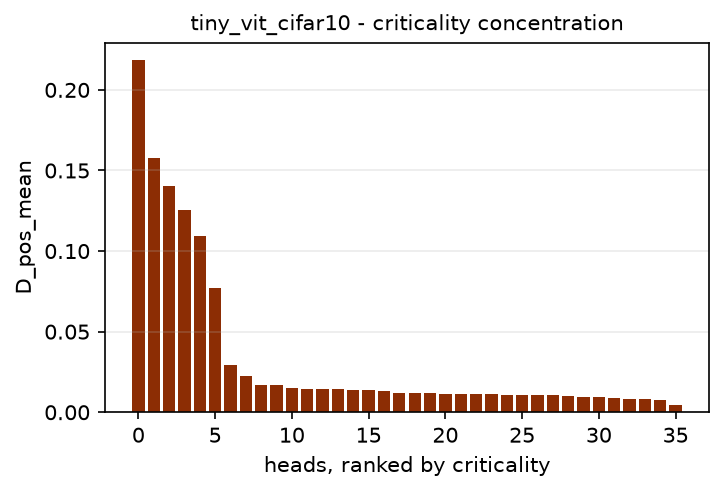 tiny_vit_cifar10 - criticality concentration
D_pos_mean
0.20
0.15
0.10
0.05
0.00
0 5 10 15 20 25 30 35
heads, ranked by criticality